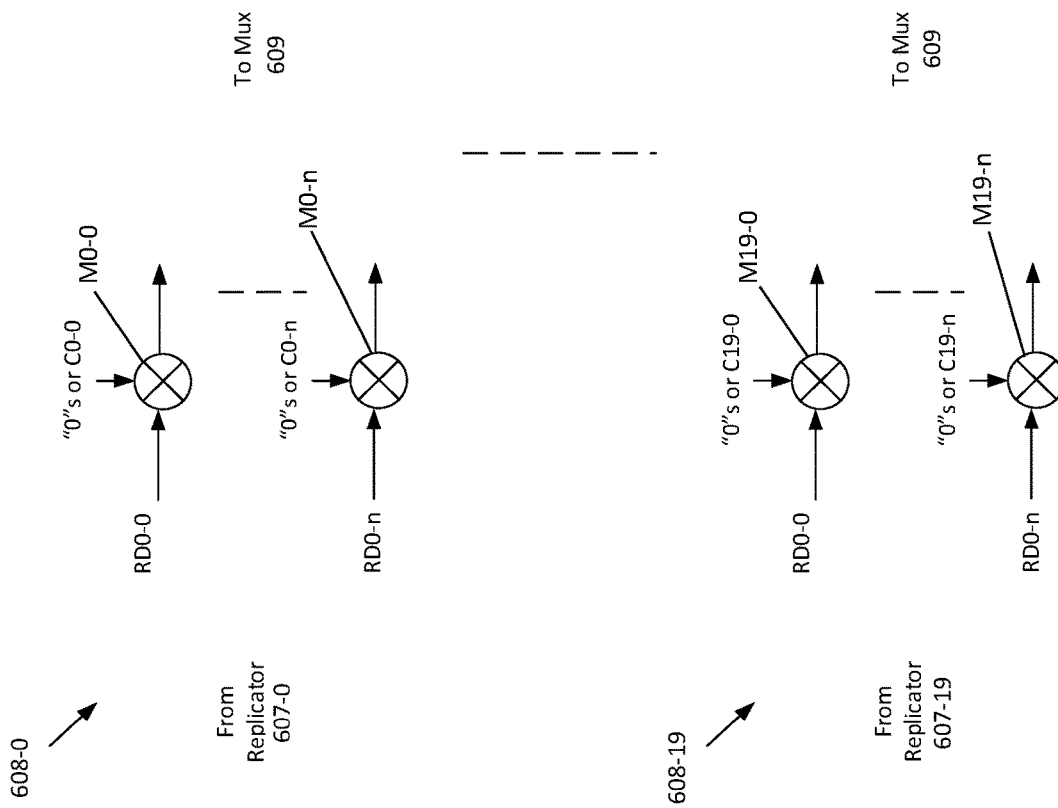 608-0
From
Replicator
607-0
RD0-0
"0"s or C0-0
M0-0
RD0-n
"0"s or C0-n
M0-n
To Mux
609
608-19
From
Replicator
607-19
RD0-0
"0"s or C19-0
M19-0
RD0-n
"0"s or C19-n
M19-n
To Mux
609